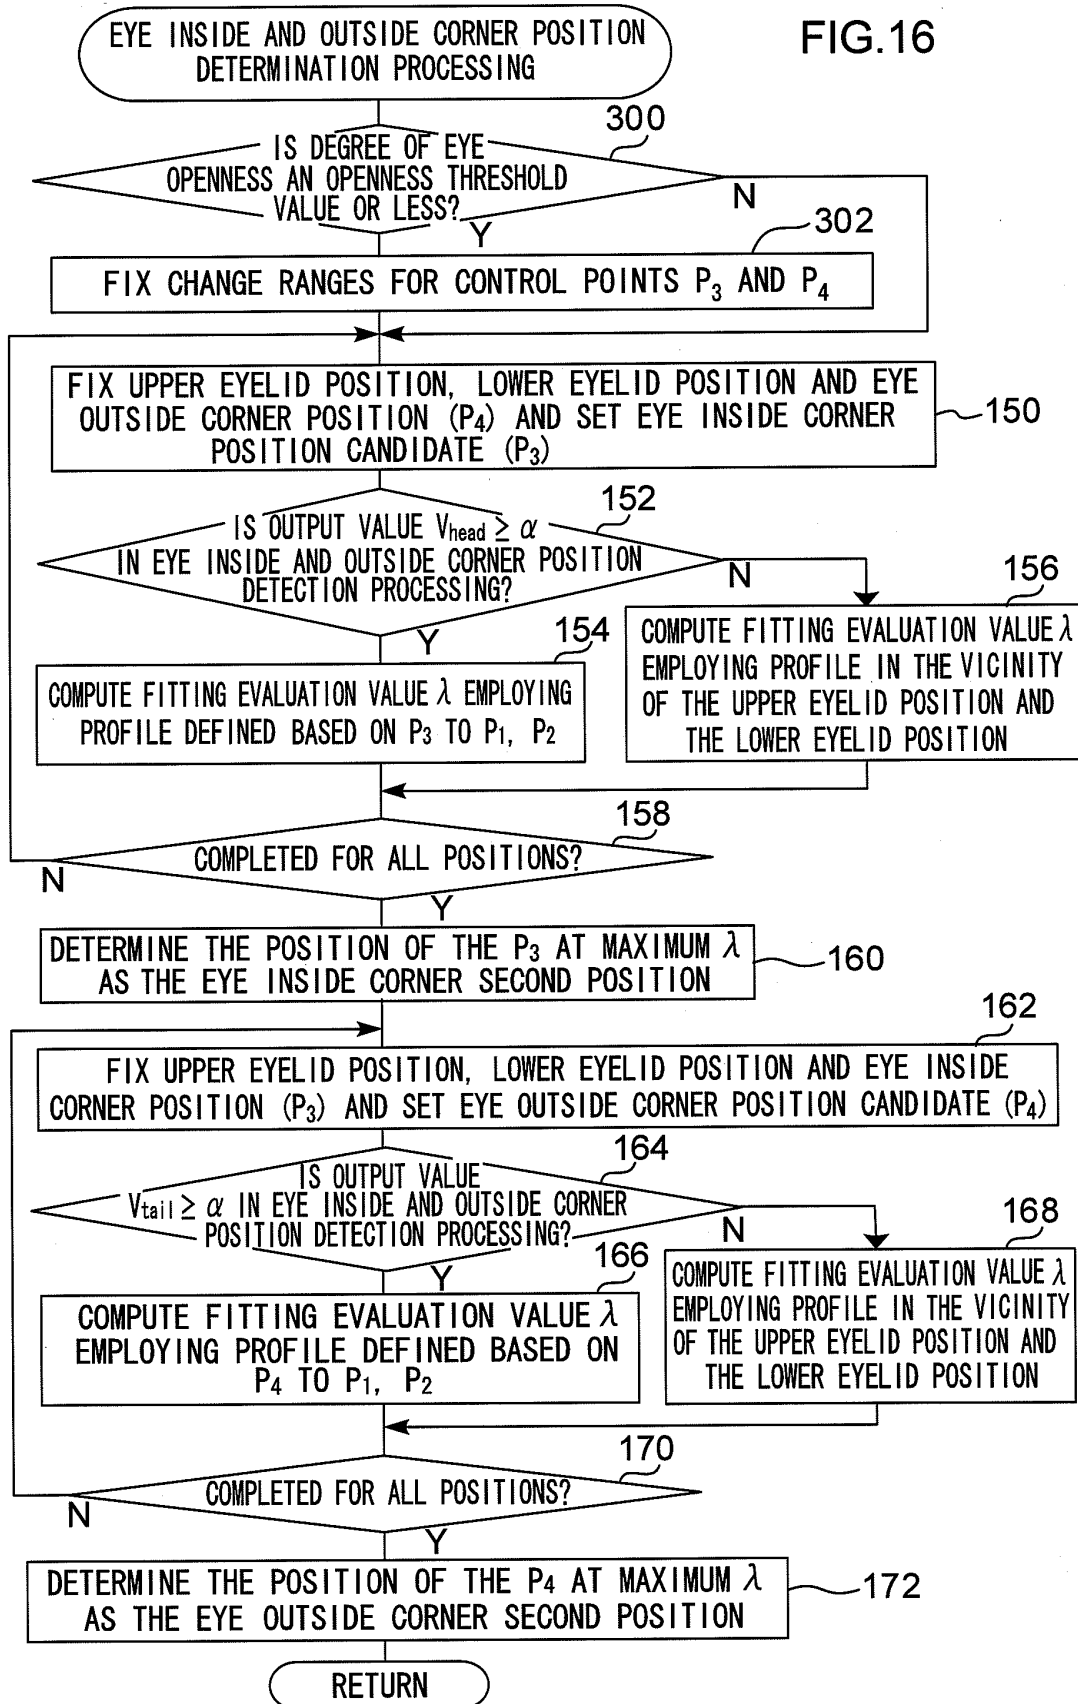 FIG.16
EYE INSIDE AND OUTSIDE CORNER POSITION
DETERMINATION PROCESSING
300
IS DEGREE OF EYE
OPENNESS AN OPENNESS THRESHOLD
VALUE OR LESS?
N
Y
302
FIX CHANGE RANGES FOR CONTROL POINTS P3 AND P4
FIX UPPER EYELID POSITION, LOWER EYELID POSITION AND EYE
OUTSIDE CORNER POSITION (P4) AND SET EYE INSIDE CORNER
POSITION CANDIDATE (P3)
150
152
IS OUTPUT VALUE Vhead ≥ α
IN EYE INSIDE AND OUTSIDE CORNER POSITION
DETECTION PROCESSING?
N
Y
156
COMPUTE FITTING EVALUATION VALUE λ
EMPLOYING PROFILE IN THE VICINITY
OF THE UPPER EYELID POSITION AND
THE LOWER EYELID POSITION
154
COMPUTE FITTING EVALUATION VALUE λ EMPLOYING
PROFILE DEFINED BASED ON P3 TO P1, P2
158
COMPLETED FOR ALL POSITIONS?
N
Y
DETERMINE THE POSITION OF THE P3 AT MAXIMUM λ
AS THE EYE INSIDE CORNER SECOND POSITION
160
162
FIX UPPER EYELID POSITION, LOWER EYELID POSITION AND EYE INSIDE
CORNER POSITION (P3) AND SET EYE OUTSIDE CORNER POSITION CANDIDATE (P4)
164
IS OUTPUT VALUE
Vtail ≥ α IN EYE INSIDE AND OUTSIDE CORNER
POSITION DETECTION PROCESSING?
N
Y
168
COMPUTE FITTING EVALUATION VALUE λ
EMPLOYING PROFILE IN THE VICINITY
OF THE UPPER EYELID POSITION AND
THE LOWER EYELID POSITION
166
COMPUTE FITTING EVALUATION VALUE λ
EMPLOYING PROFILE DEFINED BASED ON
P4 TO P1, P2
170
COMPLETED FOR ALL POSITIONS?
N
Y
DETERMINE THE POSITION OF THE P4 AT MAXIMUM λ
AS THE EYE OUTSIDE CORNER SECOND POSITION
172
RETURN